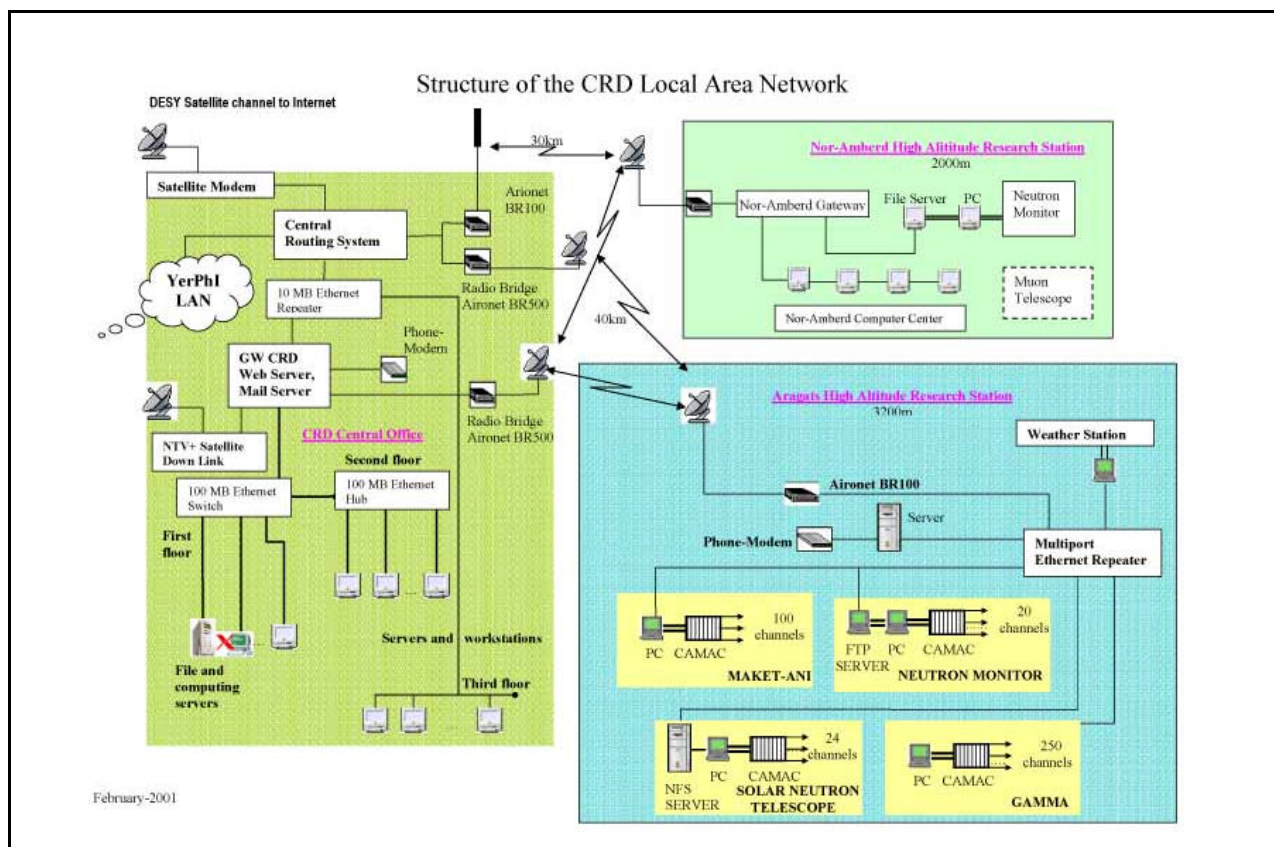 Structure of the CRD Local Area Network
DESY Satellite channel to Internet
30km
Satellite Modem
Central
Routing System
Arionet
BR100
YerPhI
LAN
10 MB Ethernet
Repeater
Radio Bridge
Aironet BR500
Phone-
Modem
GW CRD
Web Server,
Mail Server
Radio Bridge
Aironet BR500
NTV+ Satellite
Down Link
CRD Central Office
Second floor
100 MB Ethernet
Switch
100 MB Ethernet
Hub
First
floor
...
...
File and
computing
servers
Servers and workstations
Third floor
...
40km
Nor-Amberd High Alititude Research Station
2000m
Nor-Amberd Gateway
File Server
PC
Neutron
Monitor
Muon
Telescope
Nor-Amberd Computer Center
Aragats High Altitude Research Station
3200m
Weather Station
Aironet BR100
Server
Phone-Modem
Multiport
Ethernet Repeater
100
channels
PC CAMAC
MAKET-ANI
20
channels
FTP
SERVER
PC CAMAC
NEUTRON MONITOR
24
channels
PC CAMAC
NFS
SERVER
SOLAR NEUTRON
TELESCOPE
250
channels
PC CAMAC
GAMMA
February-2001